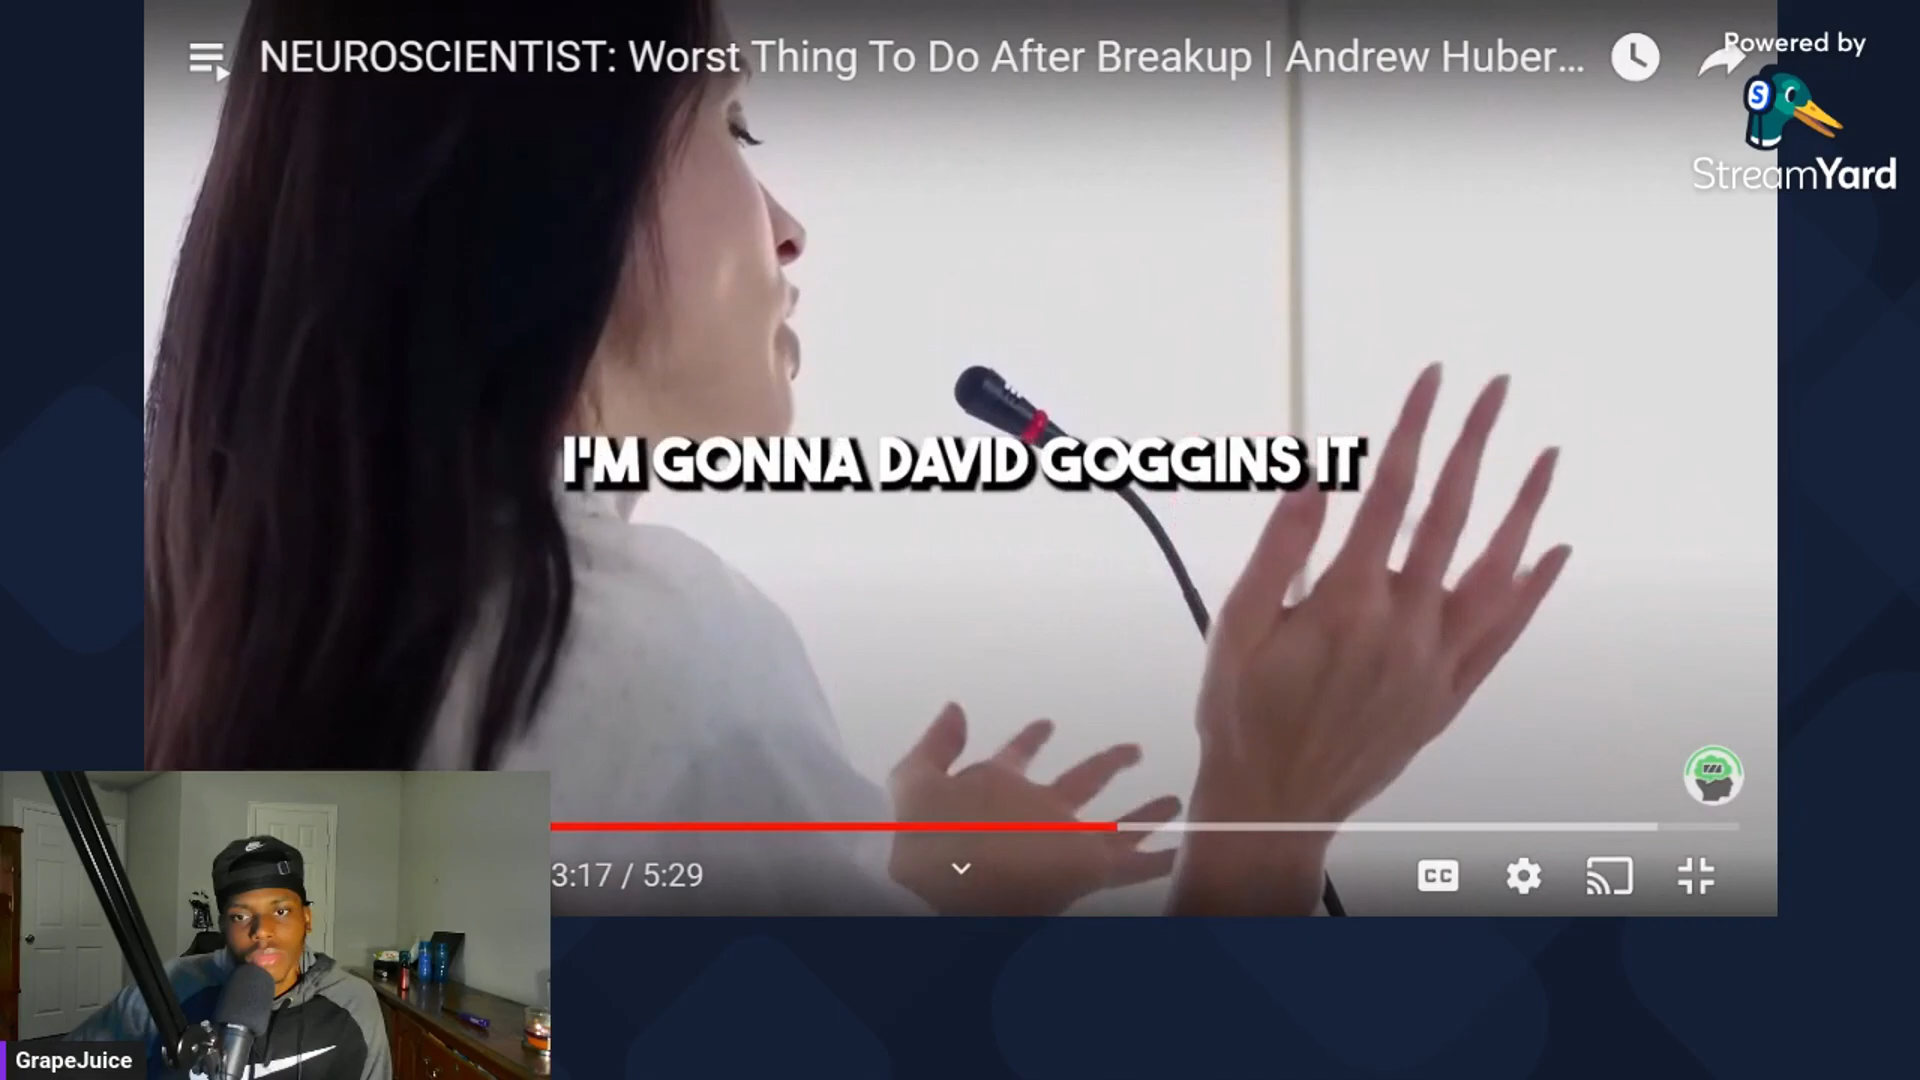 NEUROSCIENTIST: Worst Thing To Do After Breakup | Andrew Huber...
Powered by
S
StreamYard
I'M GONNA DAVID GOGGINS IT
3:17 / 5:29
CC
GrapeJuice